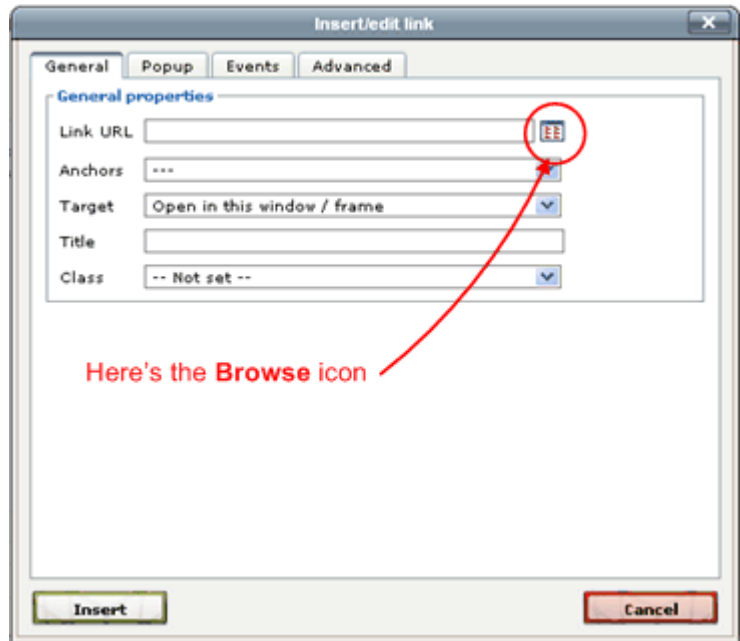 Insert/edit link
General Popup Events Advanced
General properties
Link URL
Anchors ---
Target Open in this window / frame
Title
Class -- Not set --
Here's the Browse icon
Insert Cancel